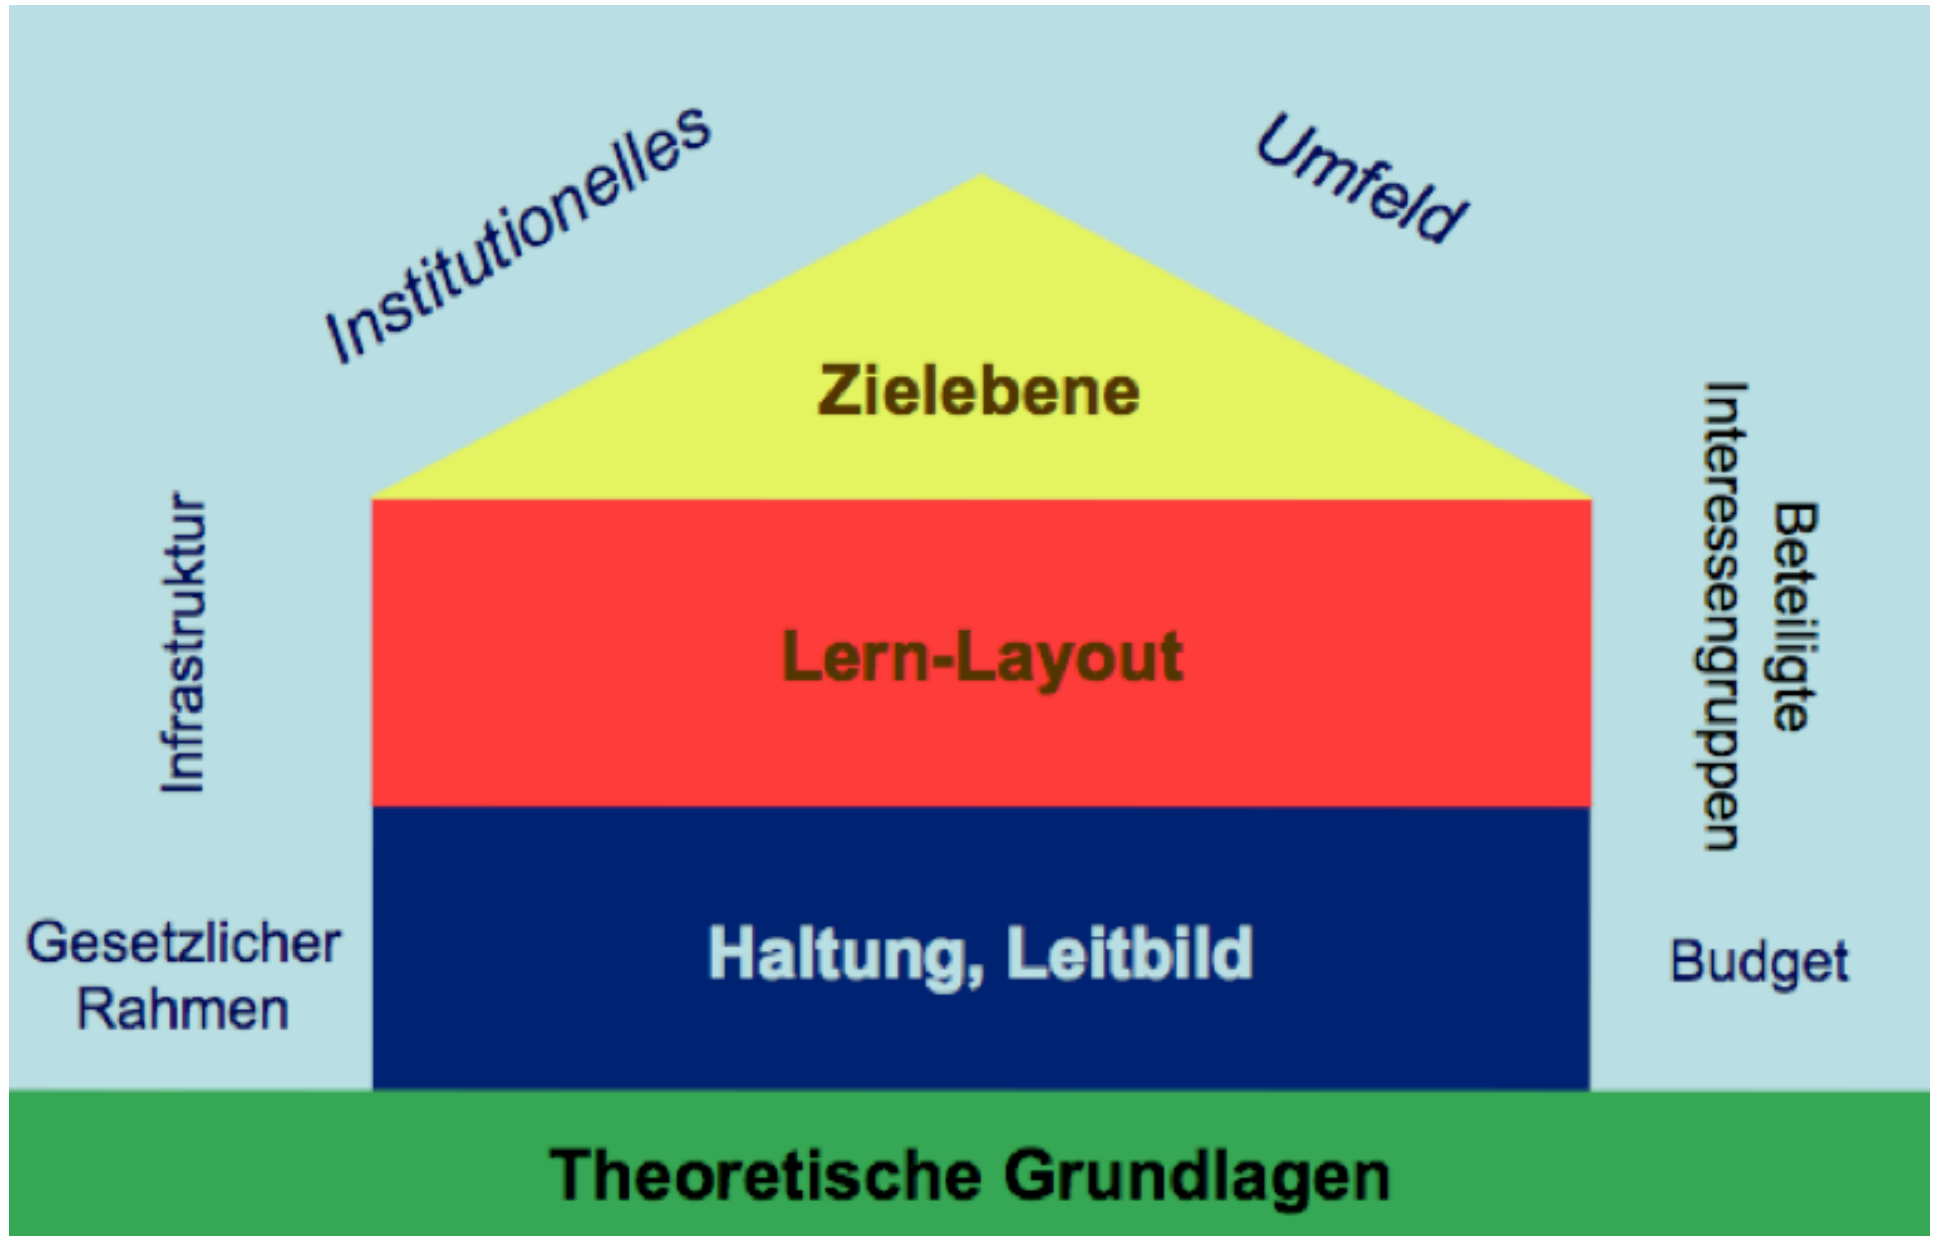 Institutionelles
Umfeld
Zielebene
Infrastruktur
Lern-Layout
Beteiligte
Interessengruppen
Gesetzlicher
Rahmen
Haltung, Leitbild
Budget
Theoretische Grundlagen